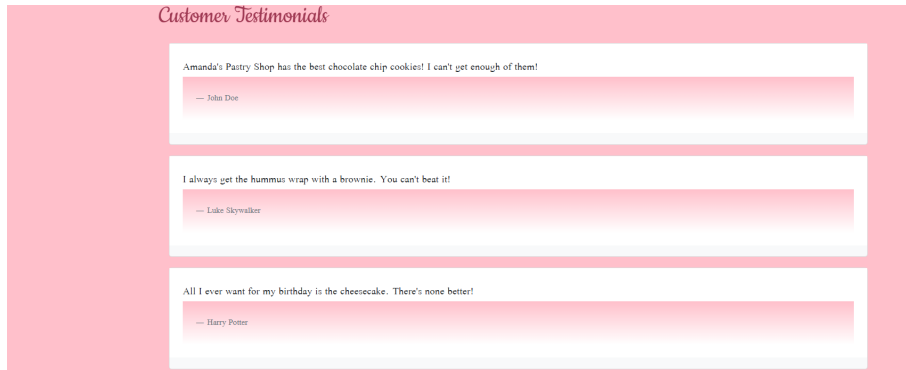 Customer Testimonials
Amanda's Pastry Shop has the best chocolate chip cookies! I can't get enough of them!
— John Doe
I always get the hummus wrap with a brownie. You can't beat it!
— Luke Skywalker
All I ever want for my birthday is the cheesecake. There's none better!
— Harry Potter